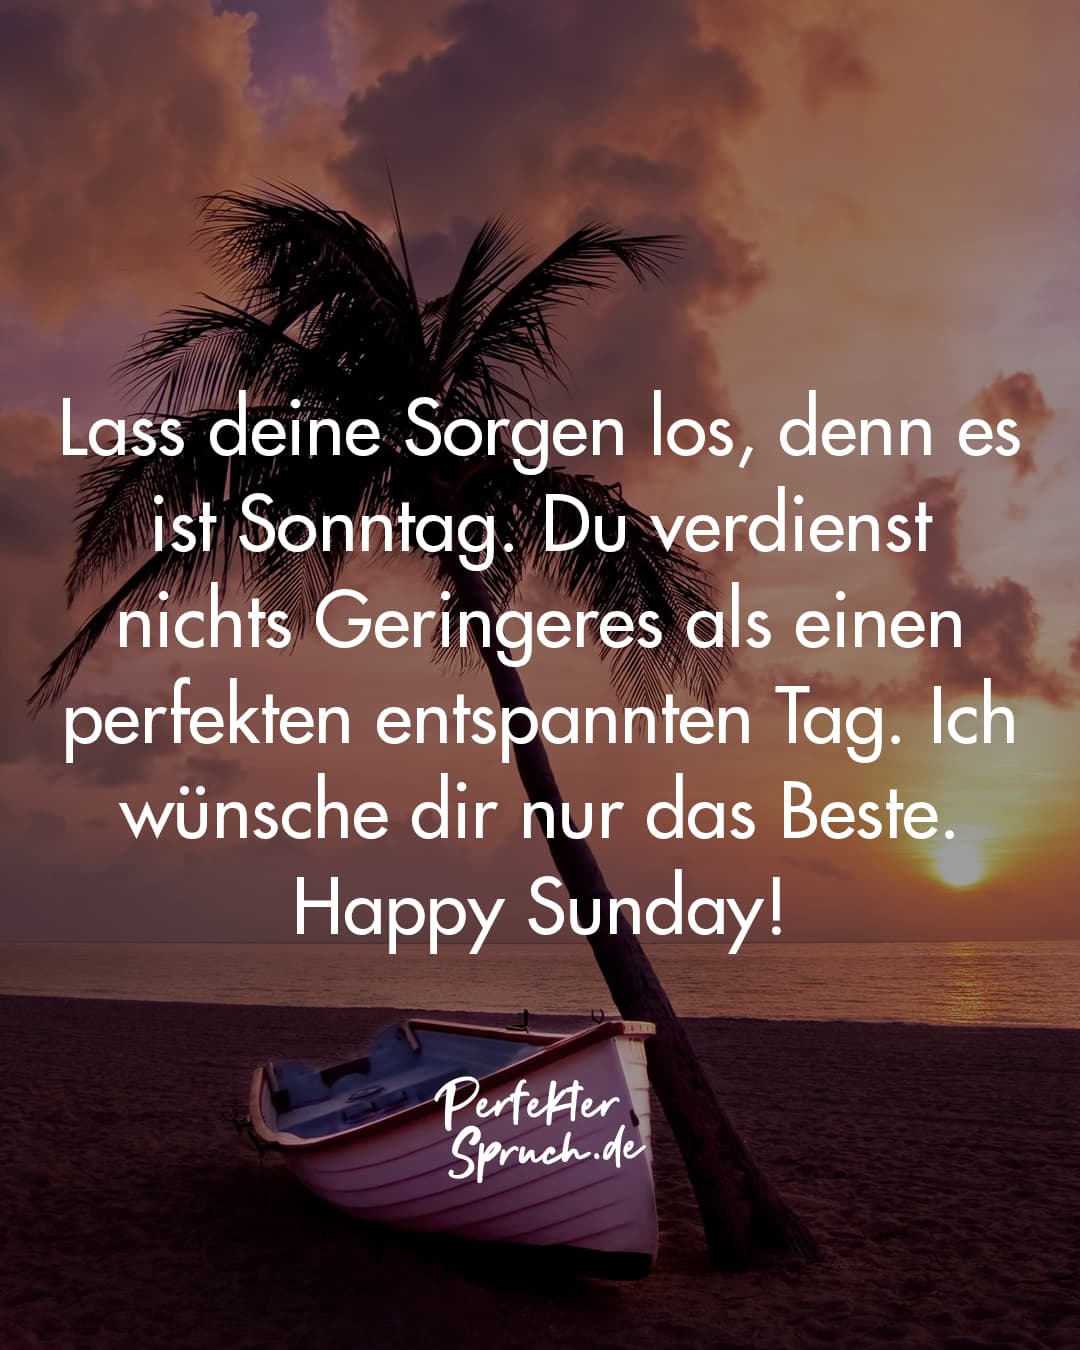 Lass deine Sorgen los, denn es
ist Sonntag. Du verdienst
nichts Geringeres als einen
perfekten entspannten Tag. Ich
wünsche dir nur das Beste.
Happy Sunday!
Perfekter
Spruch.de